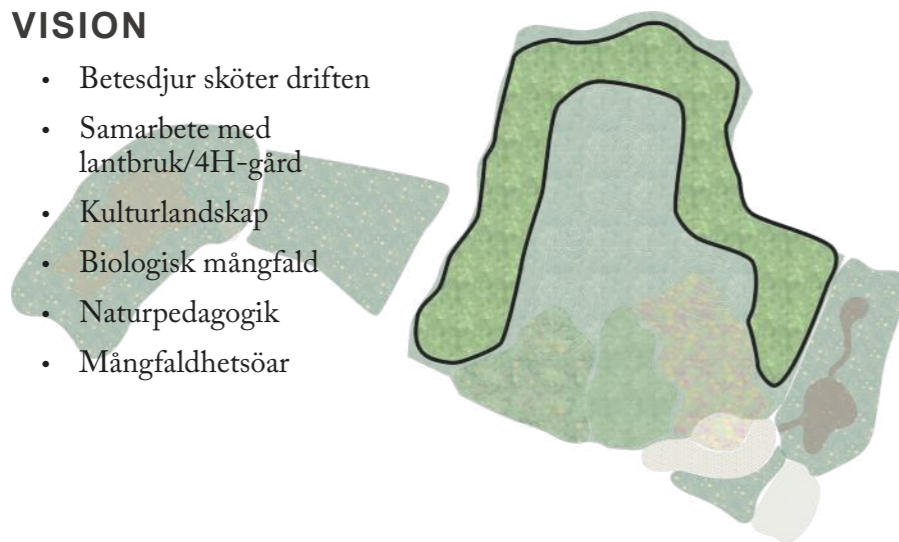 VISION
• Betesdjur sköter driften
• Samarbete med
lantbruk/4H-gård
• Kulturlandskap
• Biologisk mångfald
• Naturpedagogik
• Mångfaldhetsöar